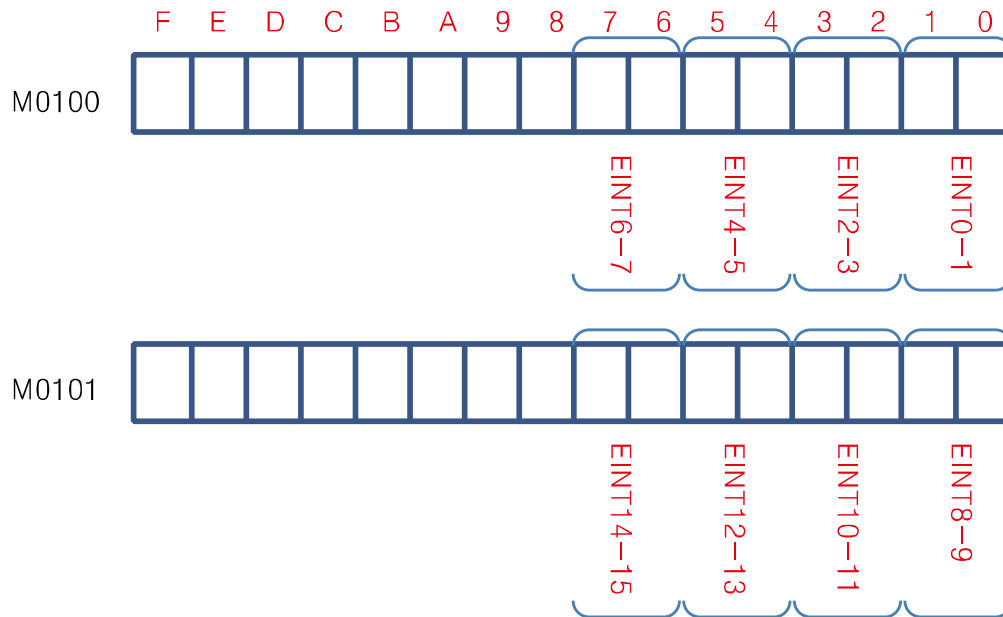 F E D C B A 9 8 7 6 5 4 3 2 1 0
M0100
EINT6-7 EINT4-5 EINT2-3 EINT0-1
M0101
EINT14-15 EINT12-13 EINT10-11 EINT8-9